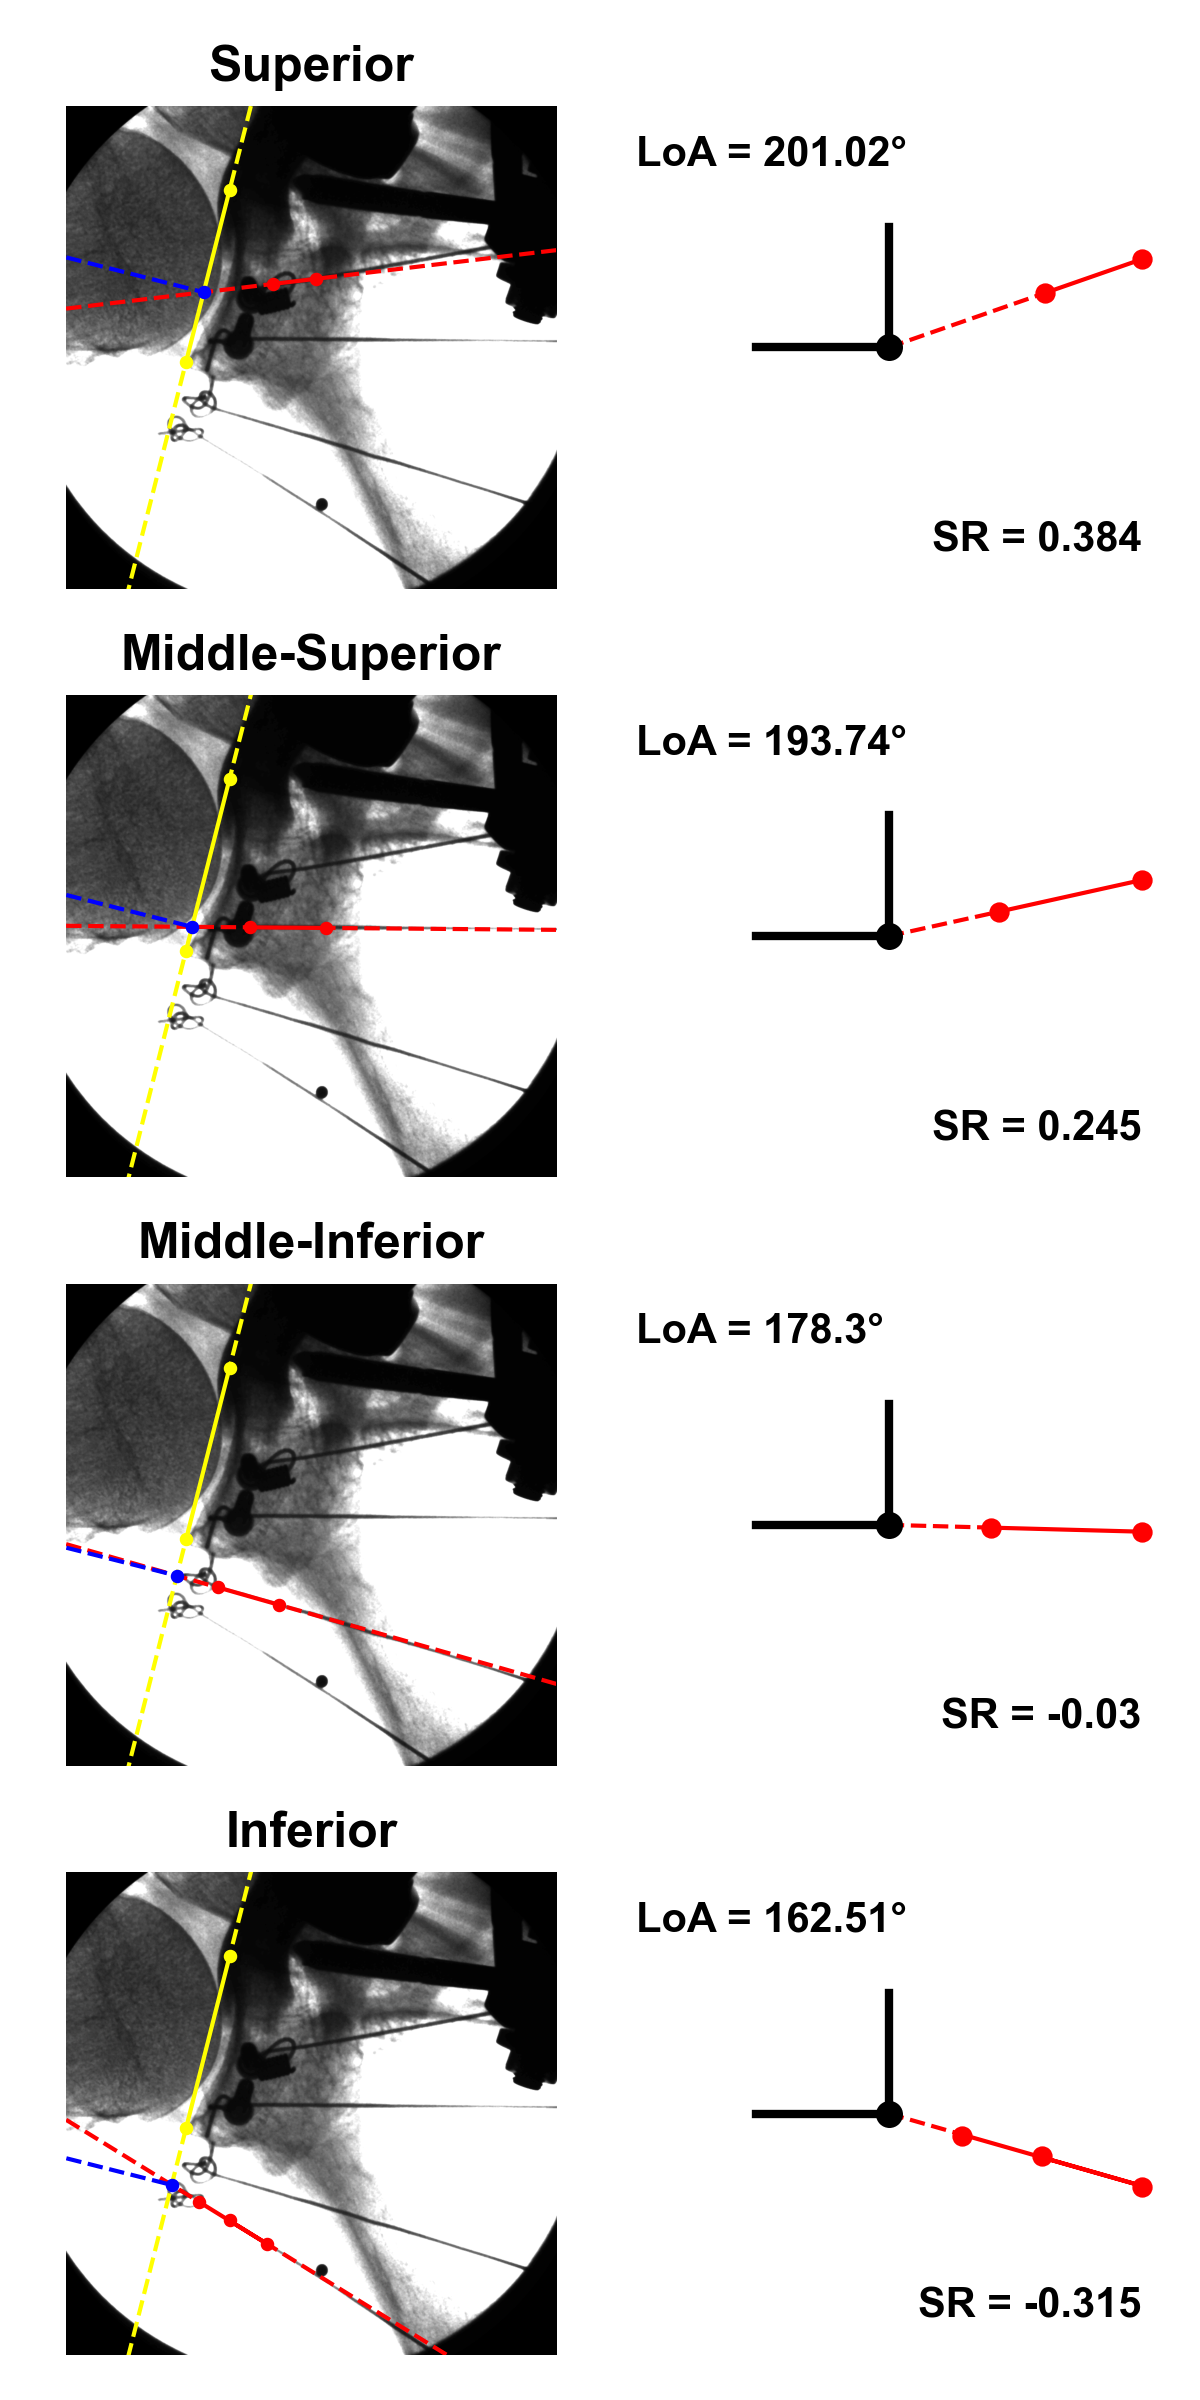 Superior
LoA = 201.02°
SR = 0.384
Middle-Superior
LoA = 193.74°
SR = 0.245
Middle-Inferior
LoA = 178.3°
SR = -0.03
Inferior
LoA = 162.51°
SR = -0.315